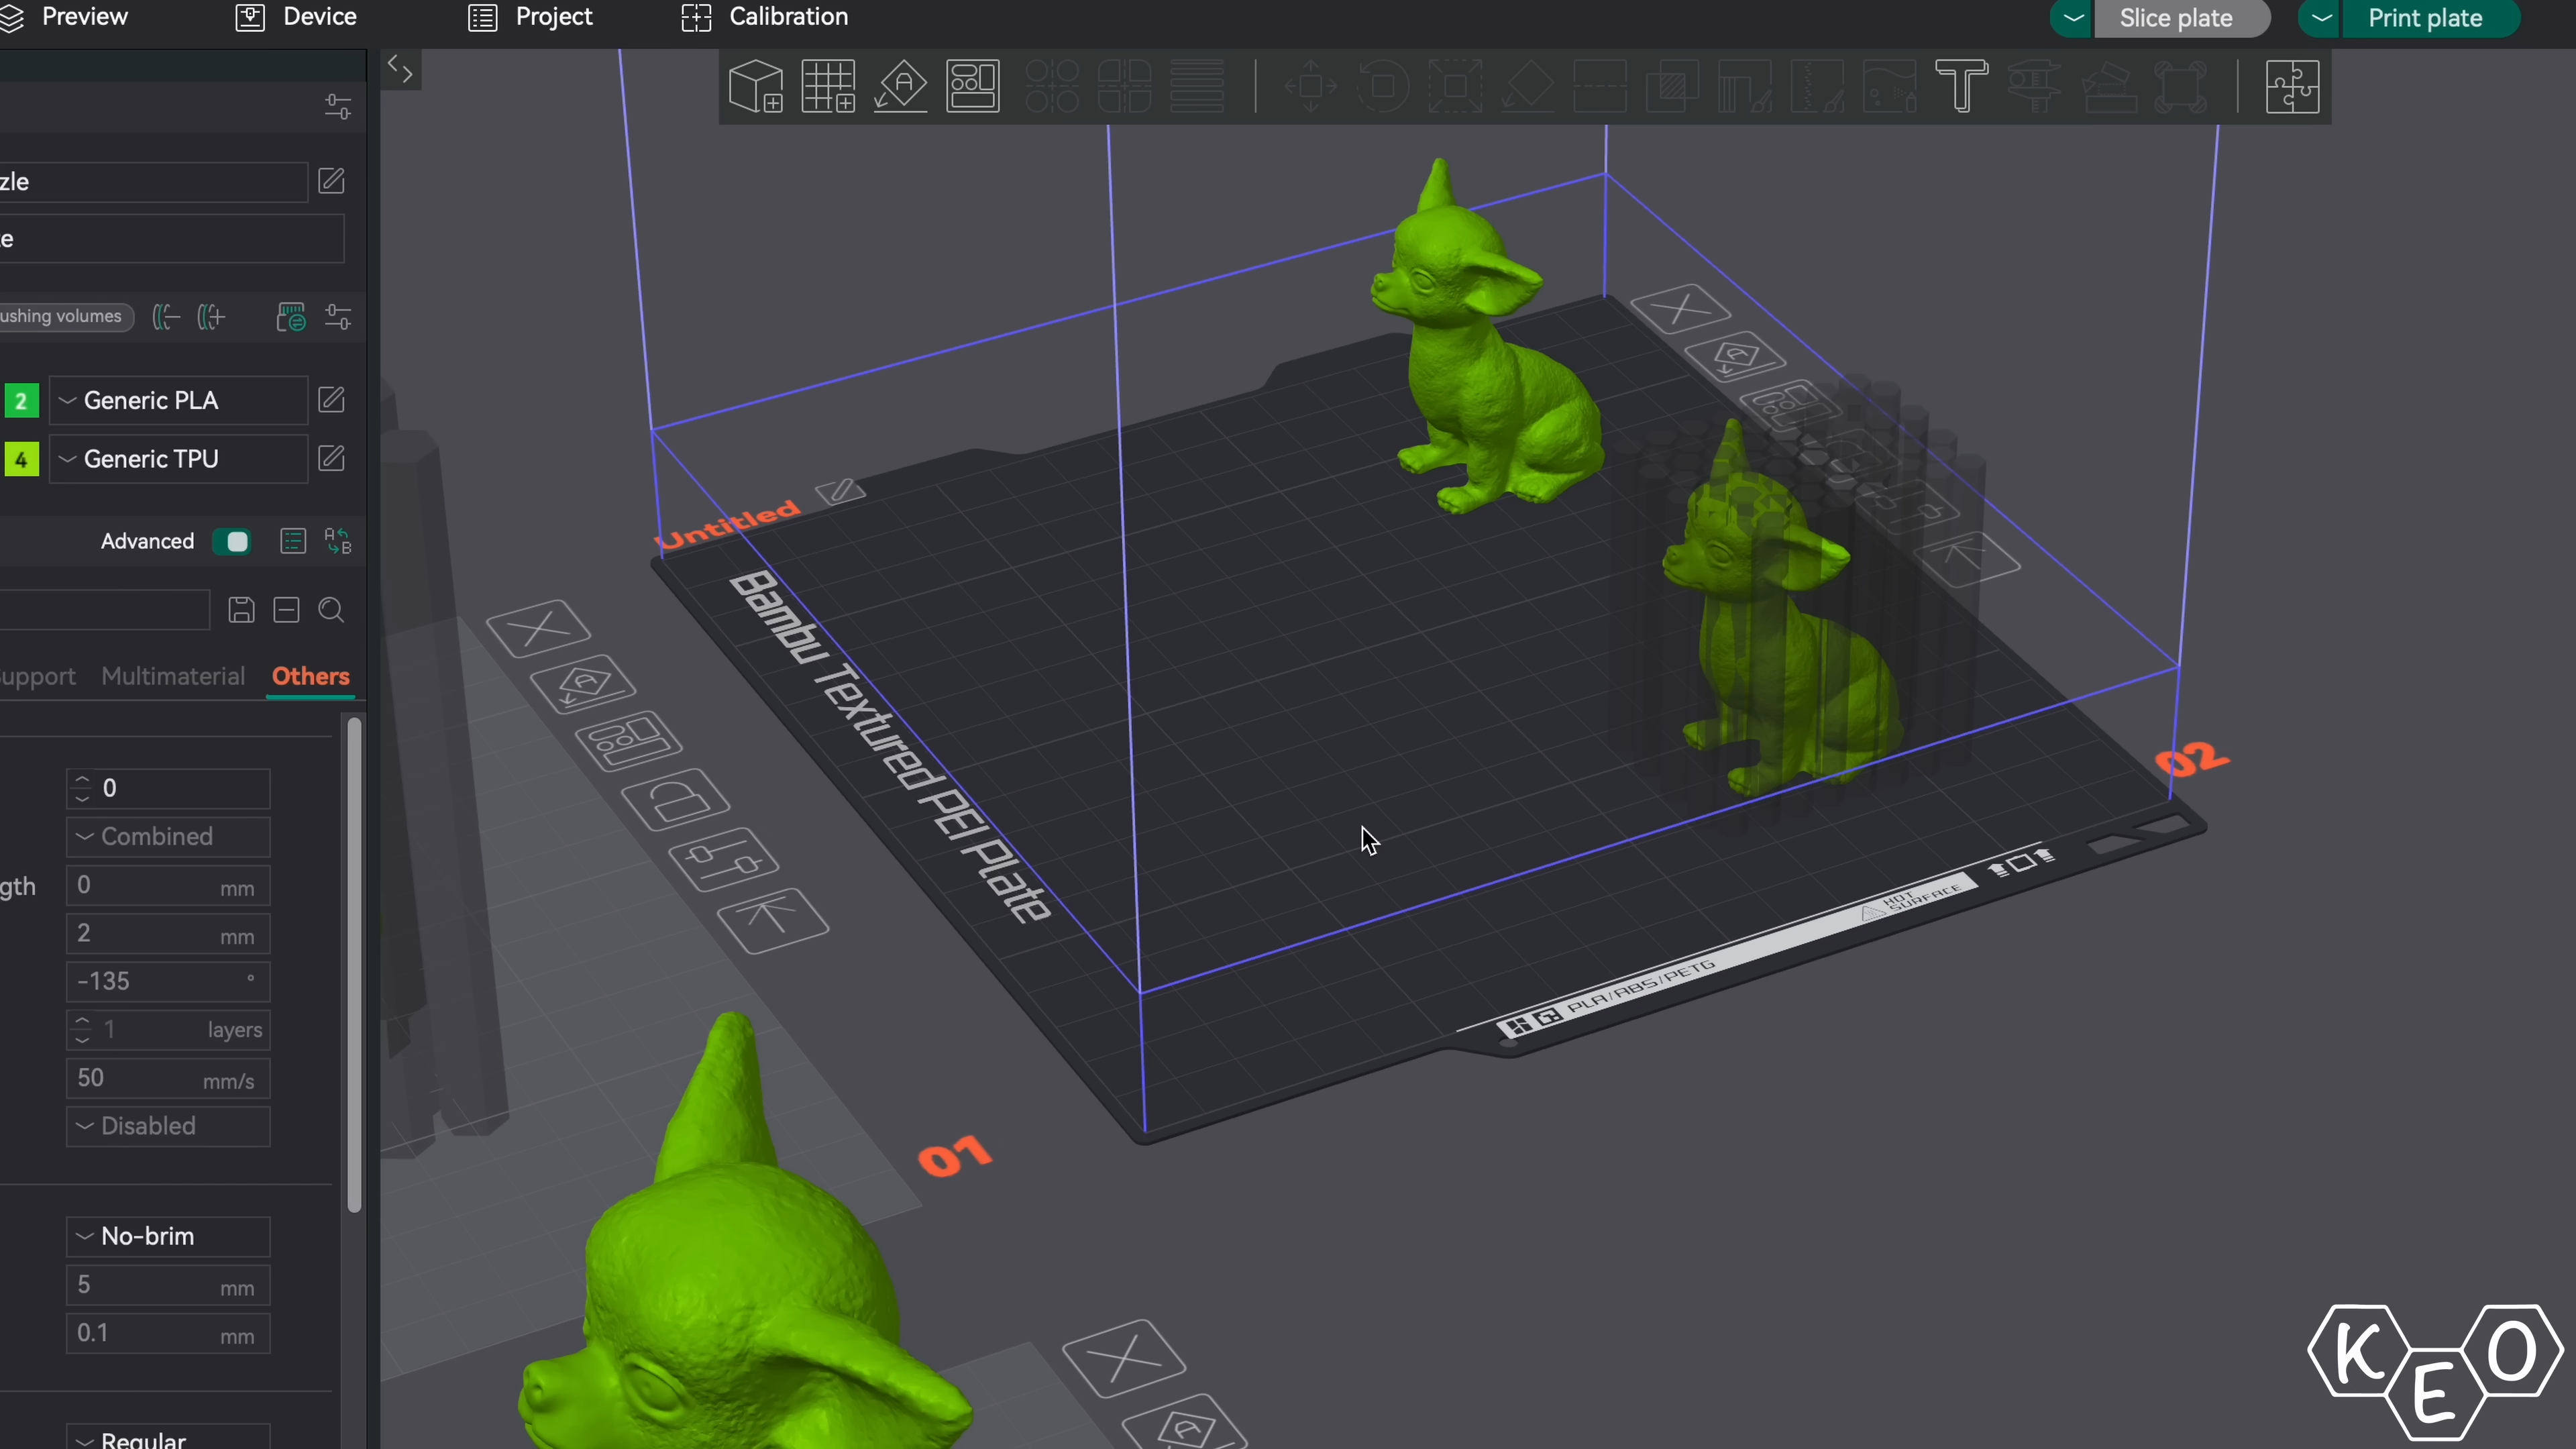 Preview
Device
Project
Calibration
Slice plate
Print plate
zle
e
ushing volumes
2
Generic PLA
4
Generic TPU
Advanced
upport
Multimaterial
Others
0
Combined
gth
0 mm
2 mm
-135 °
1 layers
50 mm/s
Disabled
No-brim
5 mm
0.1 mm
Regular
Untitled
Bambu Textured PEI Plate
02
HOT
SURFACE
PLA/ABS/PETG
01
K
E
O